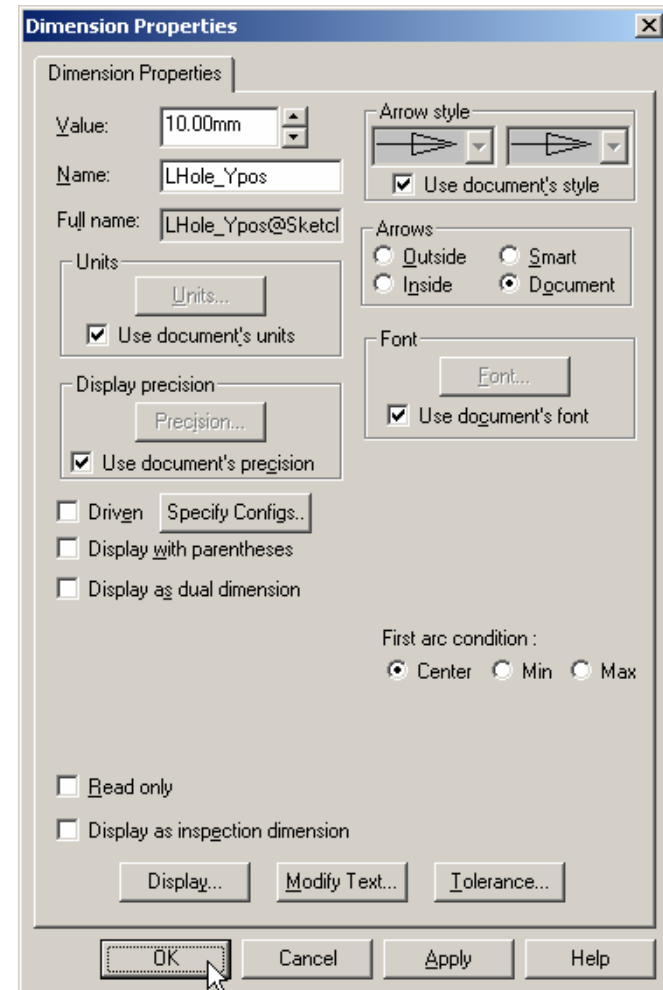 Dimension Properties
Dimension Properties
Value: 10.00mm
Name: LHole_Ypos
Full name: LHole_Ypos@Sketcl
Units
Units...
Use document's units
Display precision
Precision...
Use document's precision
Driven Specify Configs..
Display with parentheses
Display as dual dimension
Arrow style
Use document's style
Arrows
Outside Smart
Inside Document
Font
Font...
Use document's font
First arc condition :
Center Min Max
Read only
Display as inspection dimension
Display... Modify Text... Tolerance...
OK Cancel Apply Help